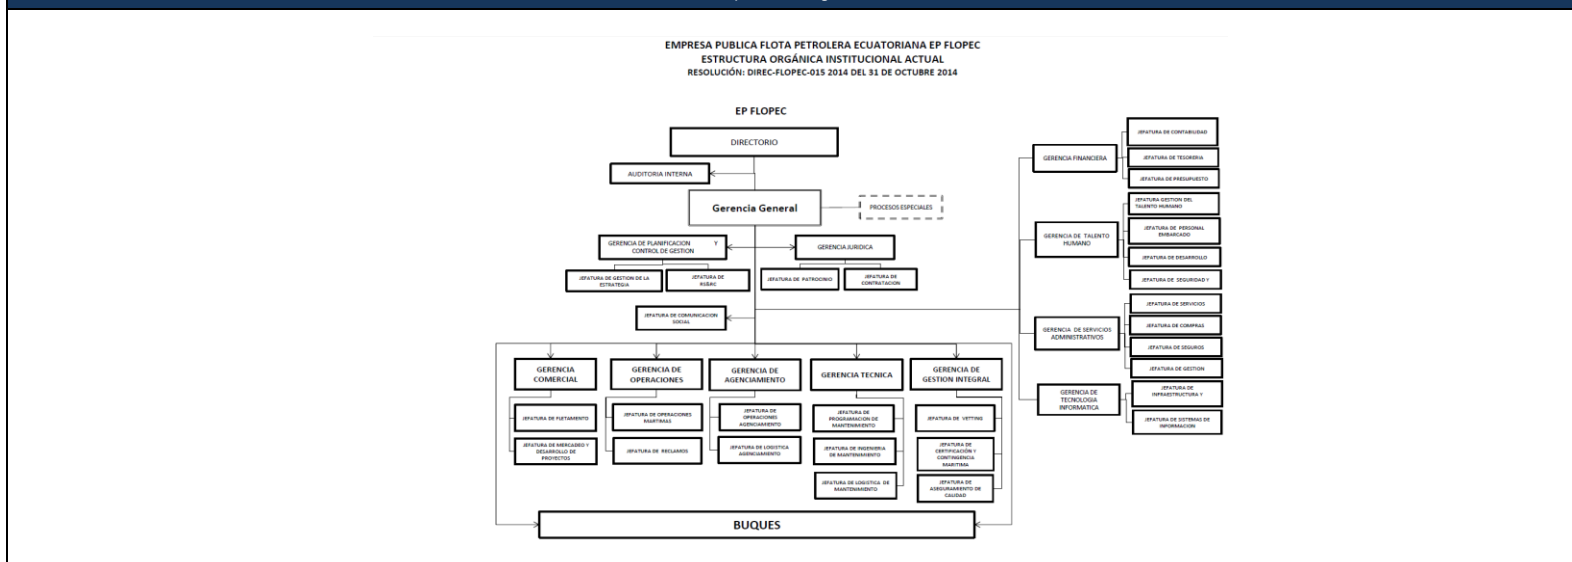 EMPRESA PUBLICA FLOTA PETROLERA ECUATORIANA EP FLOPEC
ESTRUCTURA ORGÁNICA INSTITUCIONAL ACTUAL
RESOLUCIÓN: DIREC-FLOPEC-015 2014 DEL 31 DE OCTUBRE 2014
EP FLOPEC
DIRECTORIO
AUDITORIA INTERNA
Gerencia General
PROCESOS ESPECIALES
GERENCIA DE PLANIFICACION Y
CONTROL DE GESTION
GERENCIA JURIDICA
JEFATURA DE GESTION DE LA
ESTRATEGIA
JEFATURA DE
JEFATURA DE PATROCINIO
JEFATURA DE
CONTRATACION
JEFATURA DE COMUNICACION
SOCIAL
GERENCIA
COMERCIAL
JEFATURA DE FLETAMENTO
JEFATURA DE MERCADEO Y
DESARROLLO DE
PROYECTOS
GERENCIA DE
OPERACIONES
JEFATURA DE OPERACIONES
MARTIMAS
JEFATURA DE RECLAMOS
GERENCIA DE
AGENCIAMIENTO
JEFATURA DE
OPERACIONES
AGENCIAMIENTO
JEFATURA DE LOGISTICA
AGENCIAMIENTO
GERENCIA TECNICA
JEFATURA DE
PROGRAMACION DE
MANTENIMIENTO
JEFATURA DE INGENIERIA
DE MANTENIMIENTO
JEFATURA DE LOGISTICA DE
MANTENIMIENTO
GERENCIA DE
GESTION INTEGRAL
JEFATURA DE VETTING
JEFATURA DE
CERTIFICACIÓN Y
CONTINGENCIA
MARITIMA
JEFATURA DE
ASEGURAMIENTO DE
CALIDAD
BUQUES
GERENCIA FINANCIERA
JEFATURA DE CONTABILIDAD
JEFATURA DE TESORERIA
JEFATURA DE PRESUPUESTO
GERENCIA DE TALENTO
HUMANO
JEFATURA GESTION DEL
TALENTO HUMANO
JEFATURA DE PERSONAL
EMBARCADO
JEFATURA DE DESARROLLO
JEFATURA DE SEGURIDAD Y
GERENCIA DE SERVICIOS
ADMINISTRATIVOS
JEFATURA DE SERVICIOS
JEFATURA DE COMPRAS
JEFATURA DE SEGUROS
JEFATURA DE GESTION
GERENCIA DE
TECNOLOGIA
INFORMATICA
JEFATURA DE
INFRAESTRUCTURA Y
JEFATURA DE SISTEMAS DE
INFORMACION